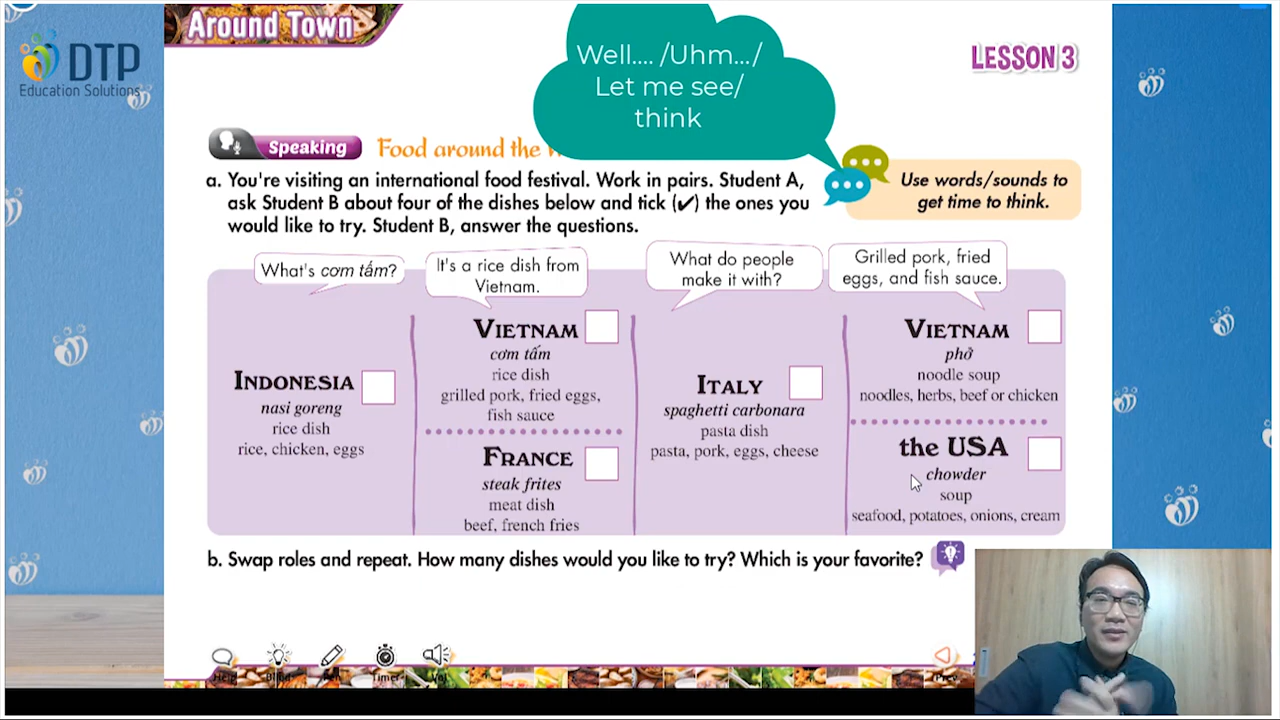 Around Town
DTP
Education Solutions
Well.... /Uhm.../
Let me see/
think
LESSON 3
Speaking
Food around the
a. You're visiting an international food festival. Work in pairs. Student A,
ask Student B about four of the dishes below and tick (✔) the ones you
would like to try. Student B, answer the questions.
Use words/sounds to
get time to think.
What's cơm tấm?
It's a rice dish from
Vietnam.
What do people
make it with?
Grilled pork, fried
eggs, and fish sauce.
INDONESIA
nasi goreng
rice dish
rice, chicken, eggs
VIETNAM
cơm tấm
rice dish
grilled pork, fried eggs,
fish sauce
FRANCE
steak frites
meat dish
beef, french fries
ITALY
spaghetti carbonara
pasta dish
pasta, pork, eggs, cheese
VIETNAM
phở
noodle soup
noodles, herbs, beef or chicken
the USA
chowder
soup
seafood, potatoes, onions, cream
b. Swap roles and repeat. How many dishes would you like to try? Which is your favorite?